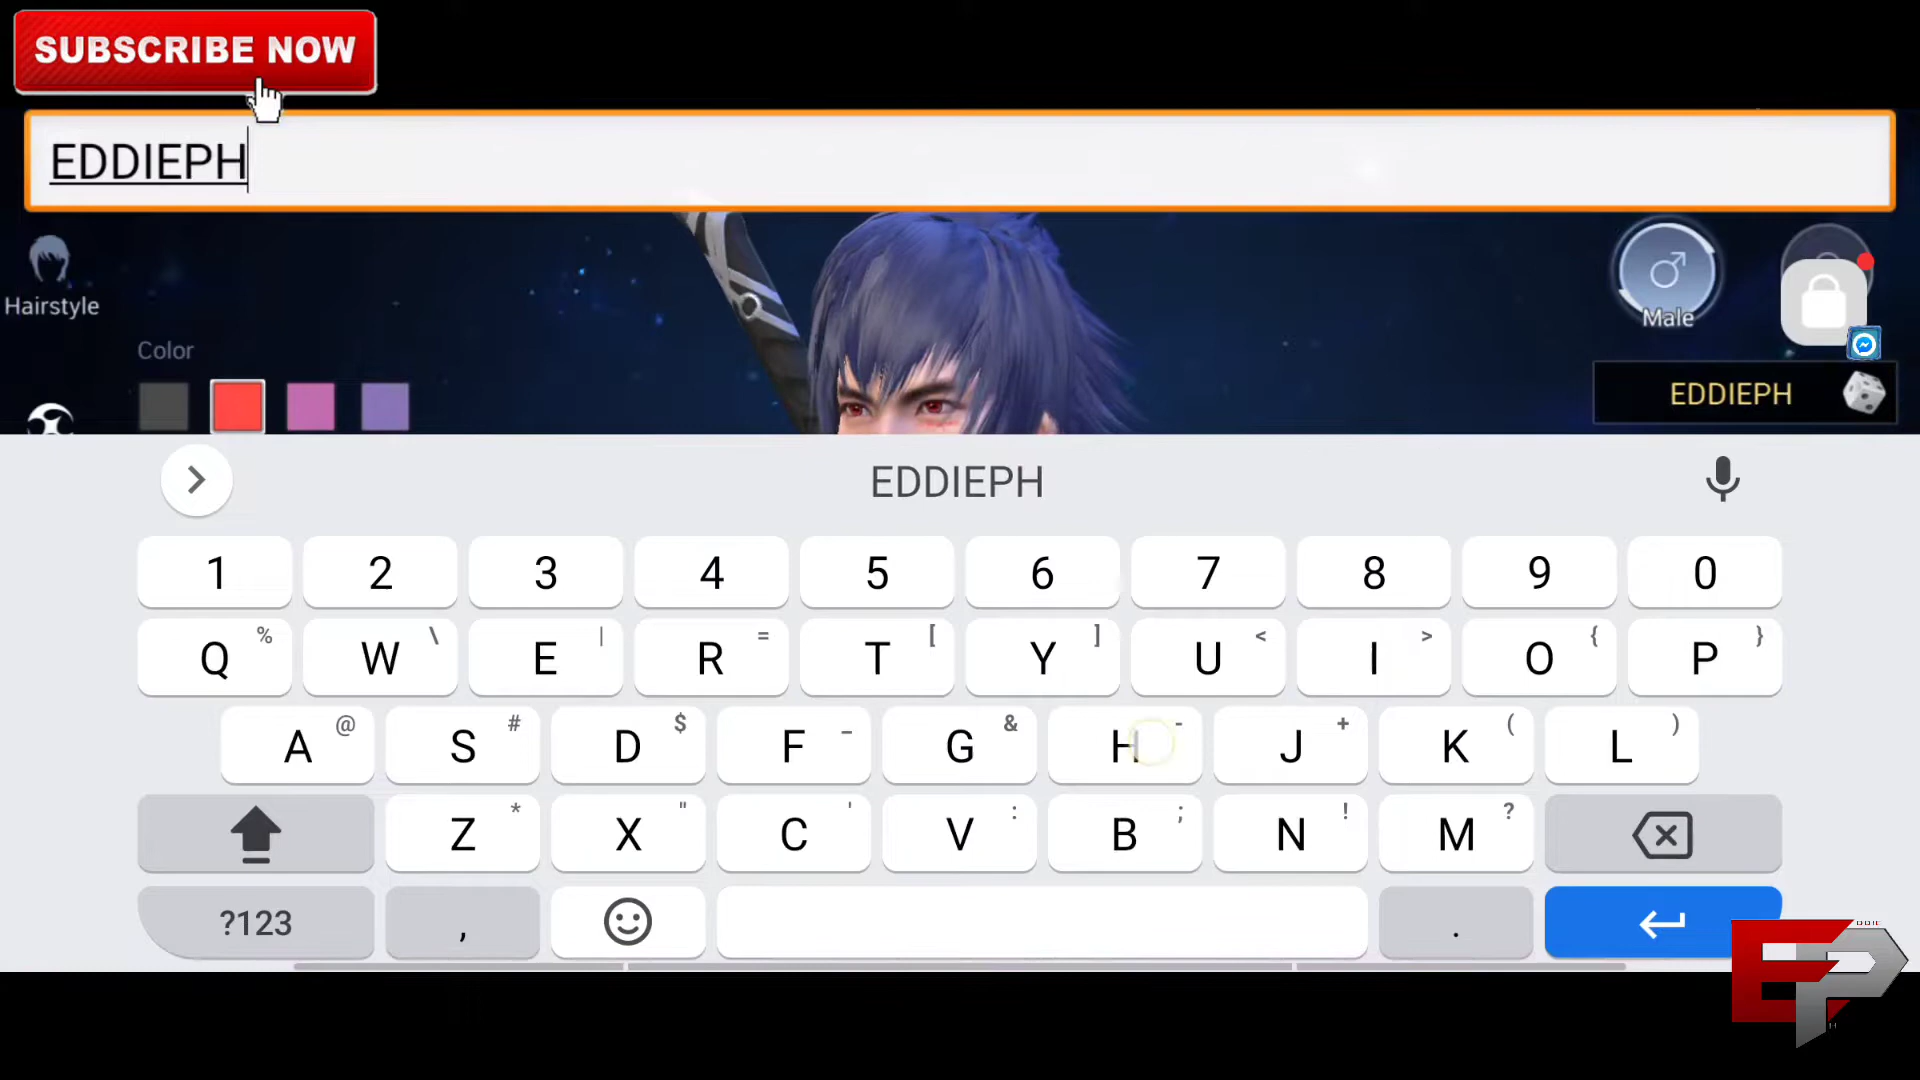 SUBSCRIBE NOW
EDDIEPH
Hairstyle
Male
Color
EDDIEPH
EDDIEPH
1 2 3 4 5 6 7 8 9 0
Q % W \ E | R = T [ Y ] U < I > O { P }
A @ S # D $ F _ G & H - J + K ( L )
Z * X " C ' V : B ; N ! M ?
?123 , .
EP